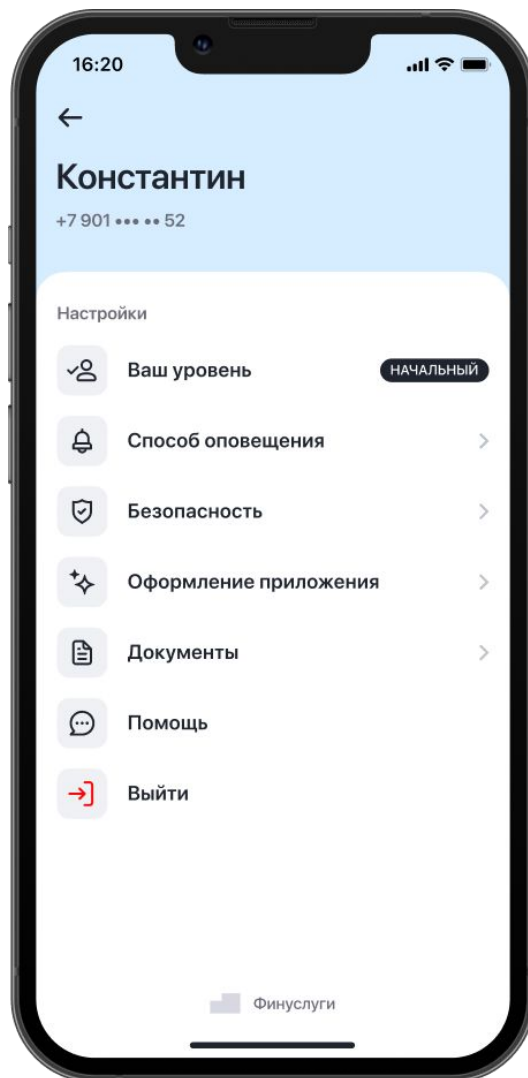 16:20
Константин
+7 901 ••• •• 52
Настройки
Ваш уровень
НАЧАЛЬНЫЙ
Способ оповещения
Безопасность
Оформление приложения
Документы
Помощь
Выйти
Финуслуги